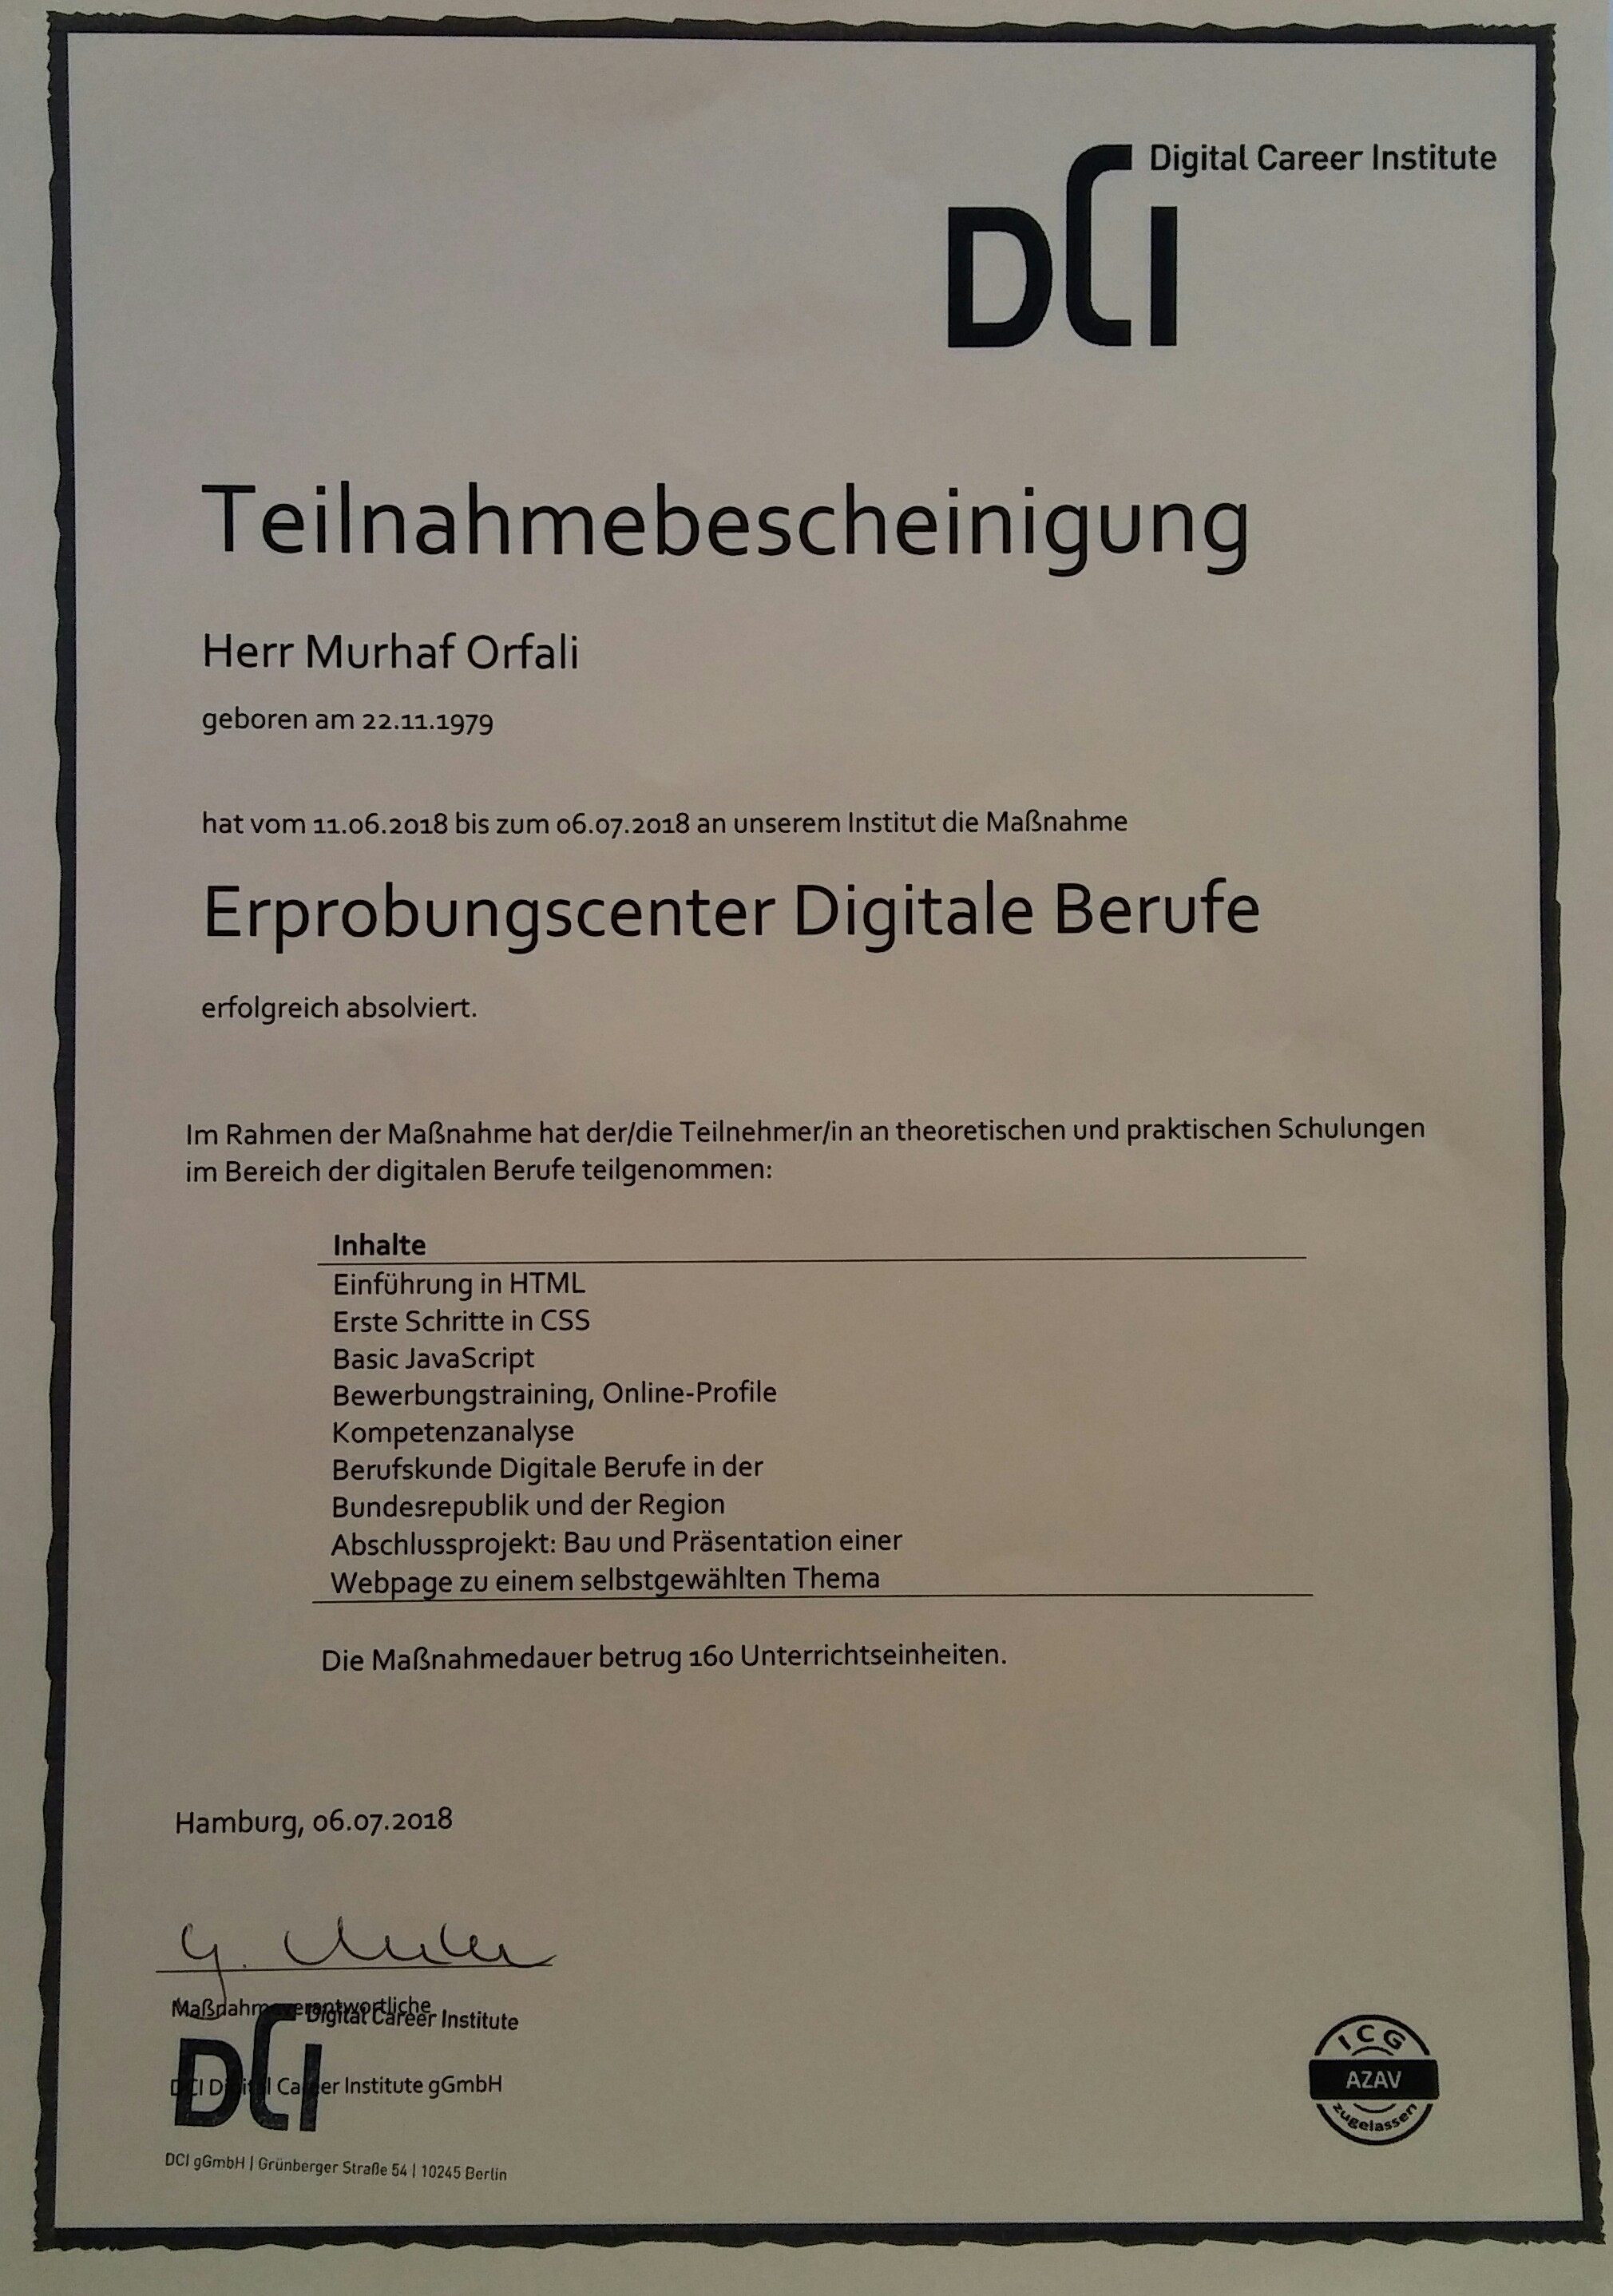 Digital Career Institute
DCI
Teilnahmebescheinigung
Herr Murhaf Orfali
geboren am 22.11.1979
hat vom 11.06.2018 bis zum 06.07.2018 an unserem Institut die Maßnahme
Erprobungscenter Digitale Berufe
erfolgreich absolviert.
Im Rahmen der Maßnahme hat der/die Teilnehmer/in an theoretischen und praktischen Schulungen
im Bereich der digitalen Berufe teilgenommen:
Inhalte
Einführung in HTML
Erste Schritte in CSS
Basic JavaScript
Bewerbungstraining, Online-Profile
Kompetenzanalyse
Berufskunde Digitale Berufe in der
Bundesrepublik und der Region
Abschlussprojekt: Bau und Präsentation einer
Webpage zu einem selbstgewählten Thema
Die Maßnahmedauer betrug 160 Unterrichtseinheiten.
Hamburg, 06.07.2018
Maßnahmeverantwortliche
Digital Career Institute
DCI
DCI Digital Career Institute gGmbH
DCI gGmbH | Grünberger Straße 54 | 10245 Berlin
ICG
AZAV
zugelassen